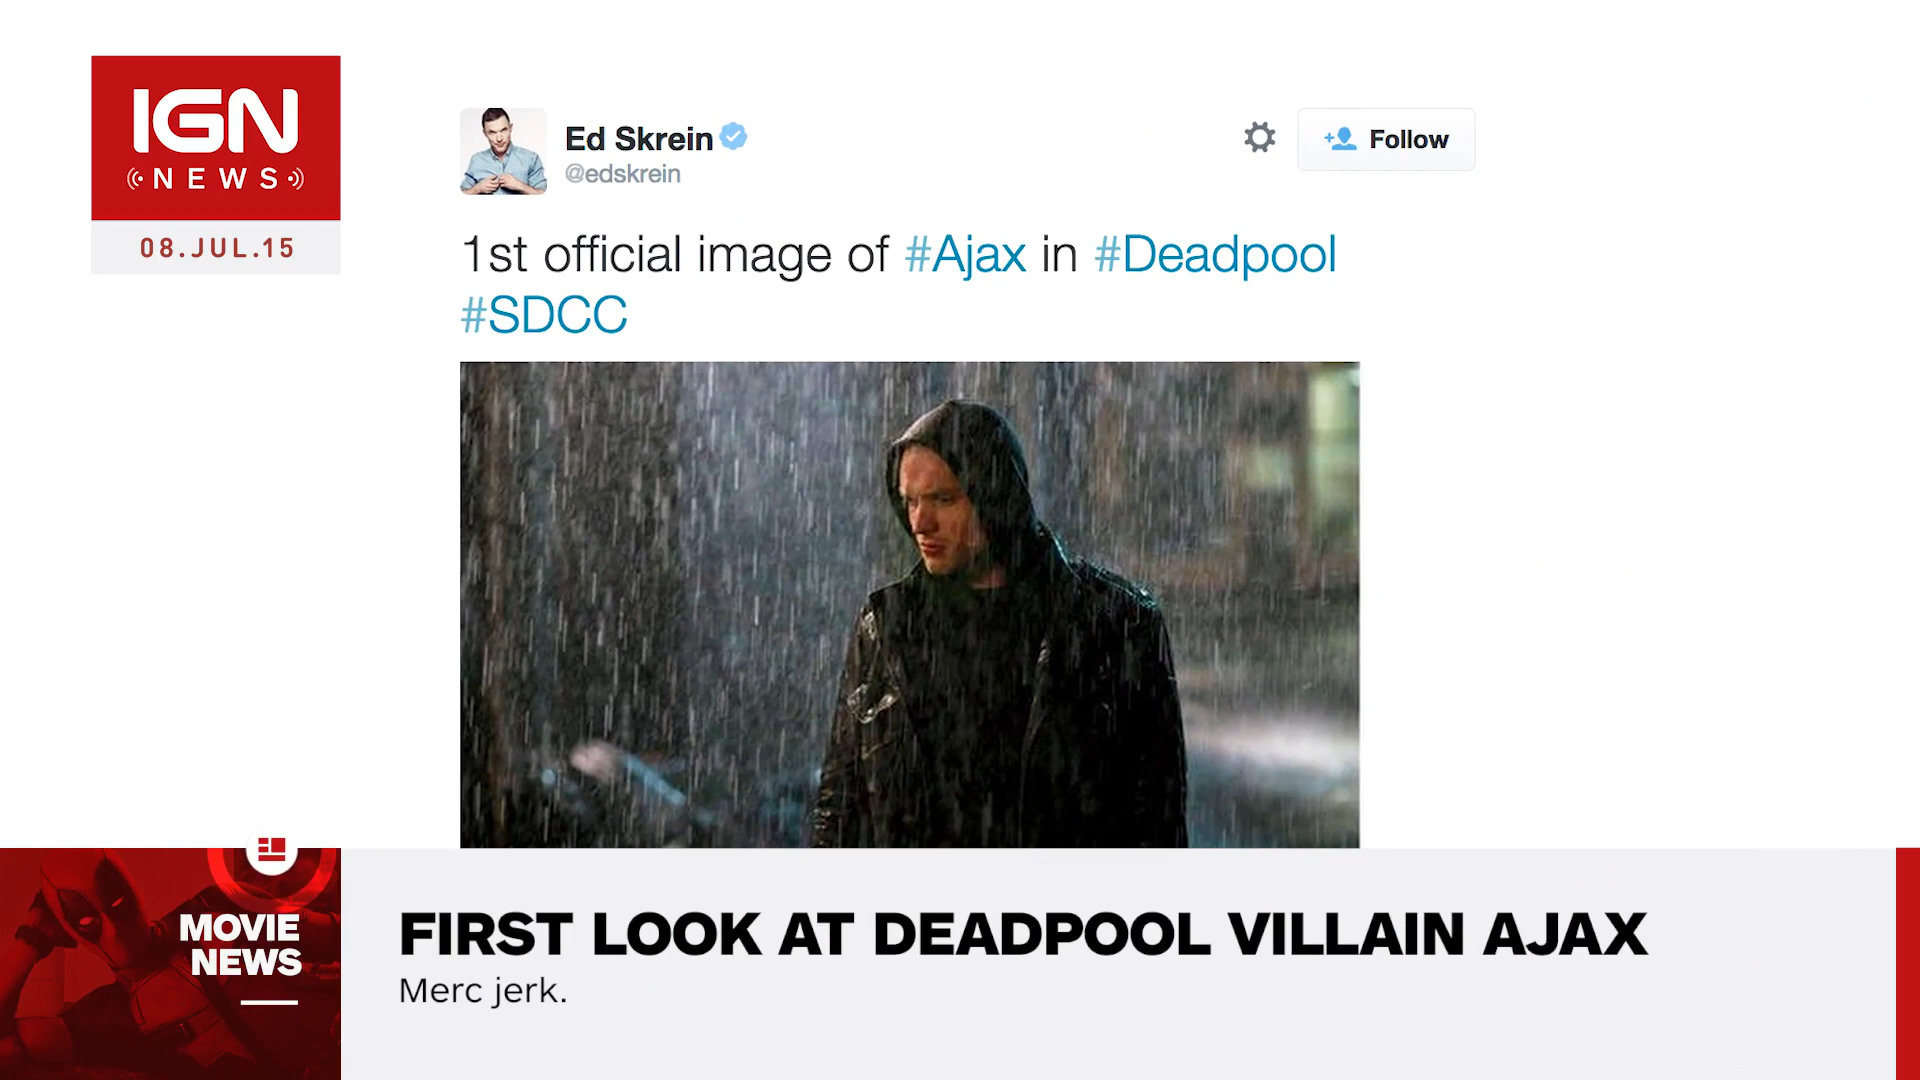 IGN
NEWS
08.JUL.15
Ed Skrein
@edskrein
Follow
1st official image of #Ajax in #Deadpool
#SDCC
MOVIE
NEWS
FIRST LOOK AT DEADPOOL VILLAIN AJAX
Merc jerk.